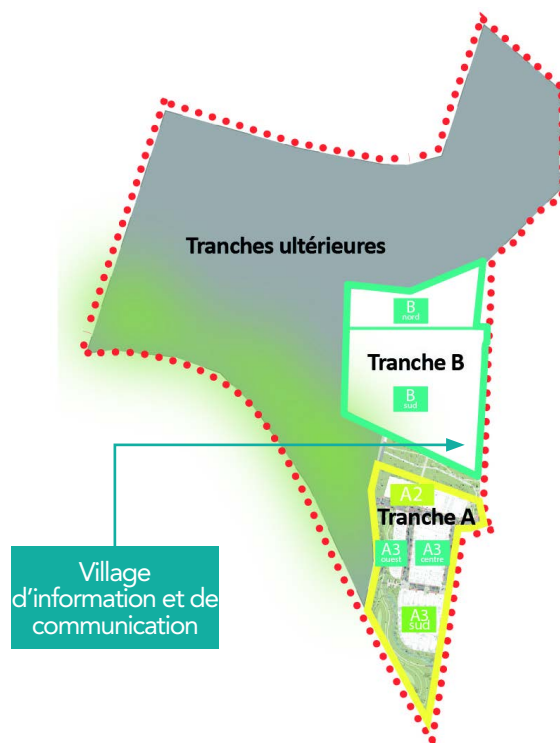 Tranches ultérieures
B
nord
Tranche B
B
sud
A2
Tranche A
A3
ouest
A3
centre
A3
sud
Village
d'information et de
communication